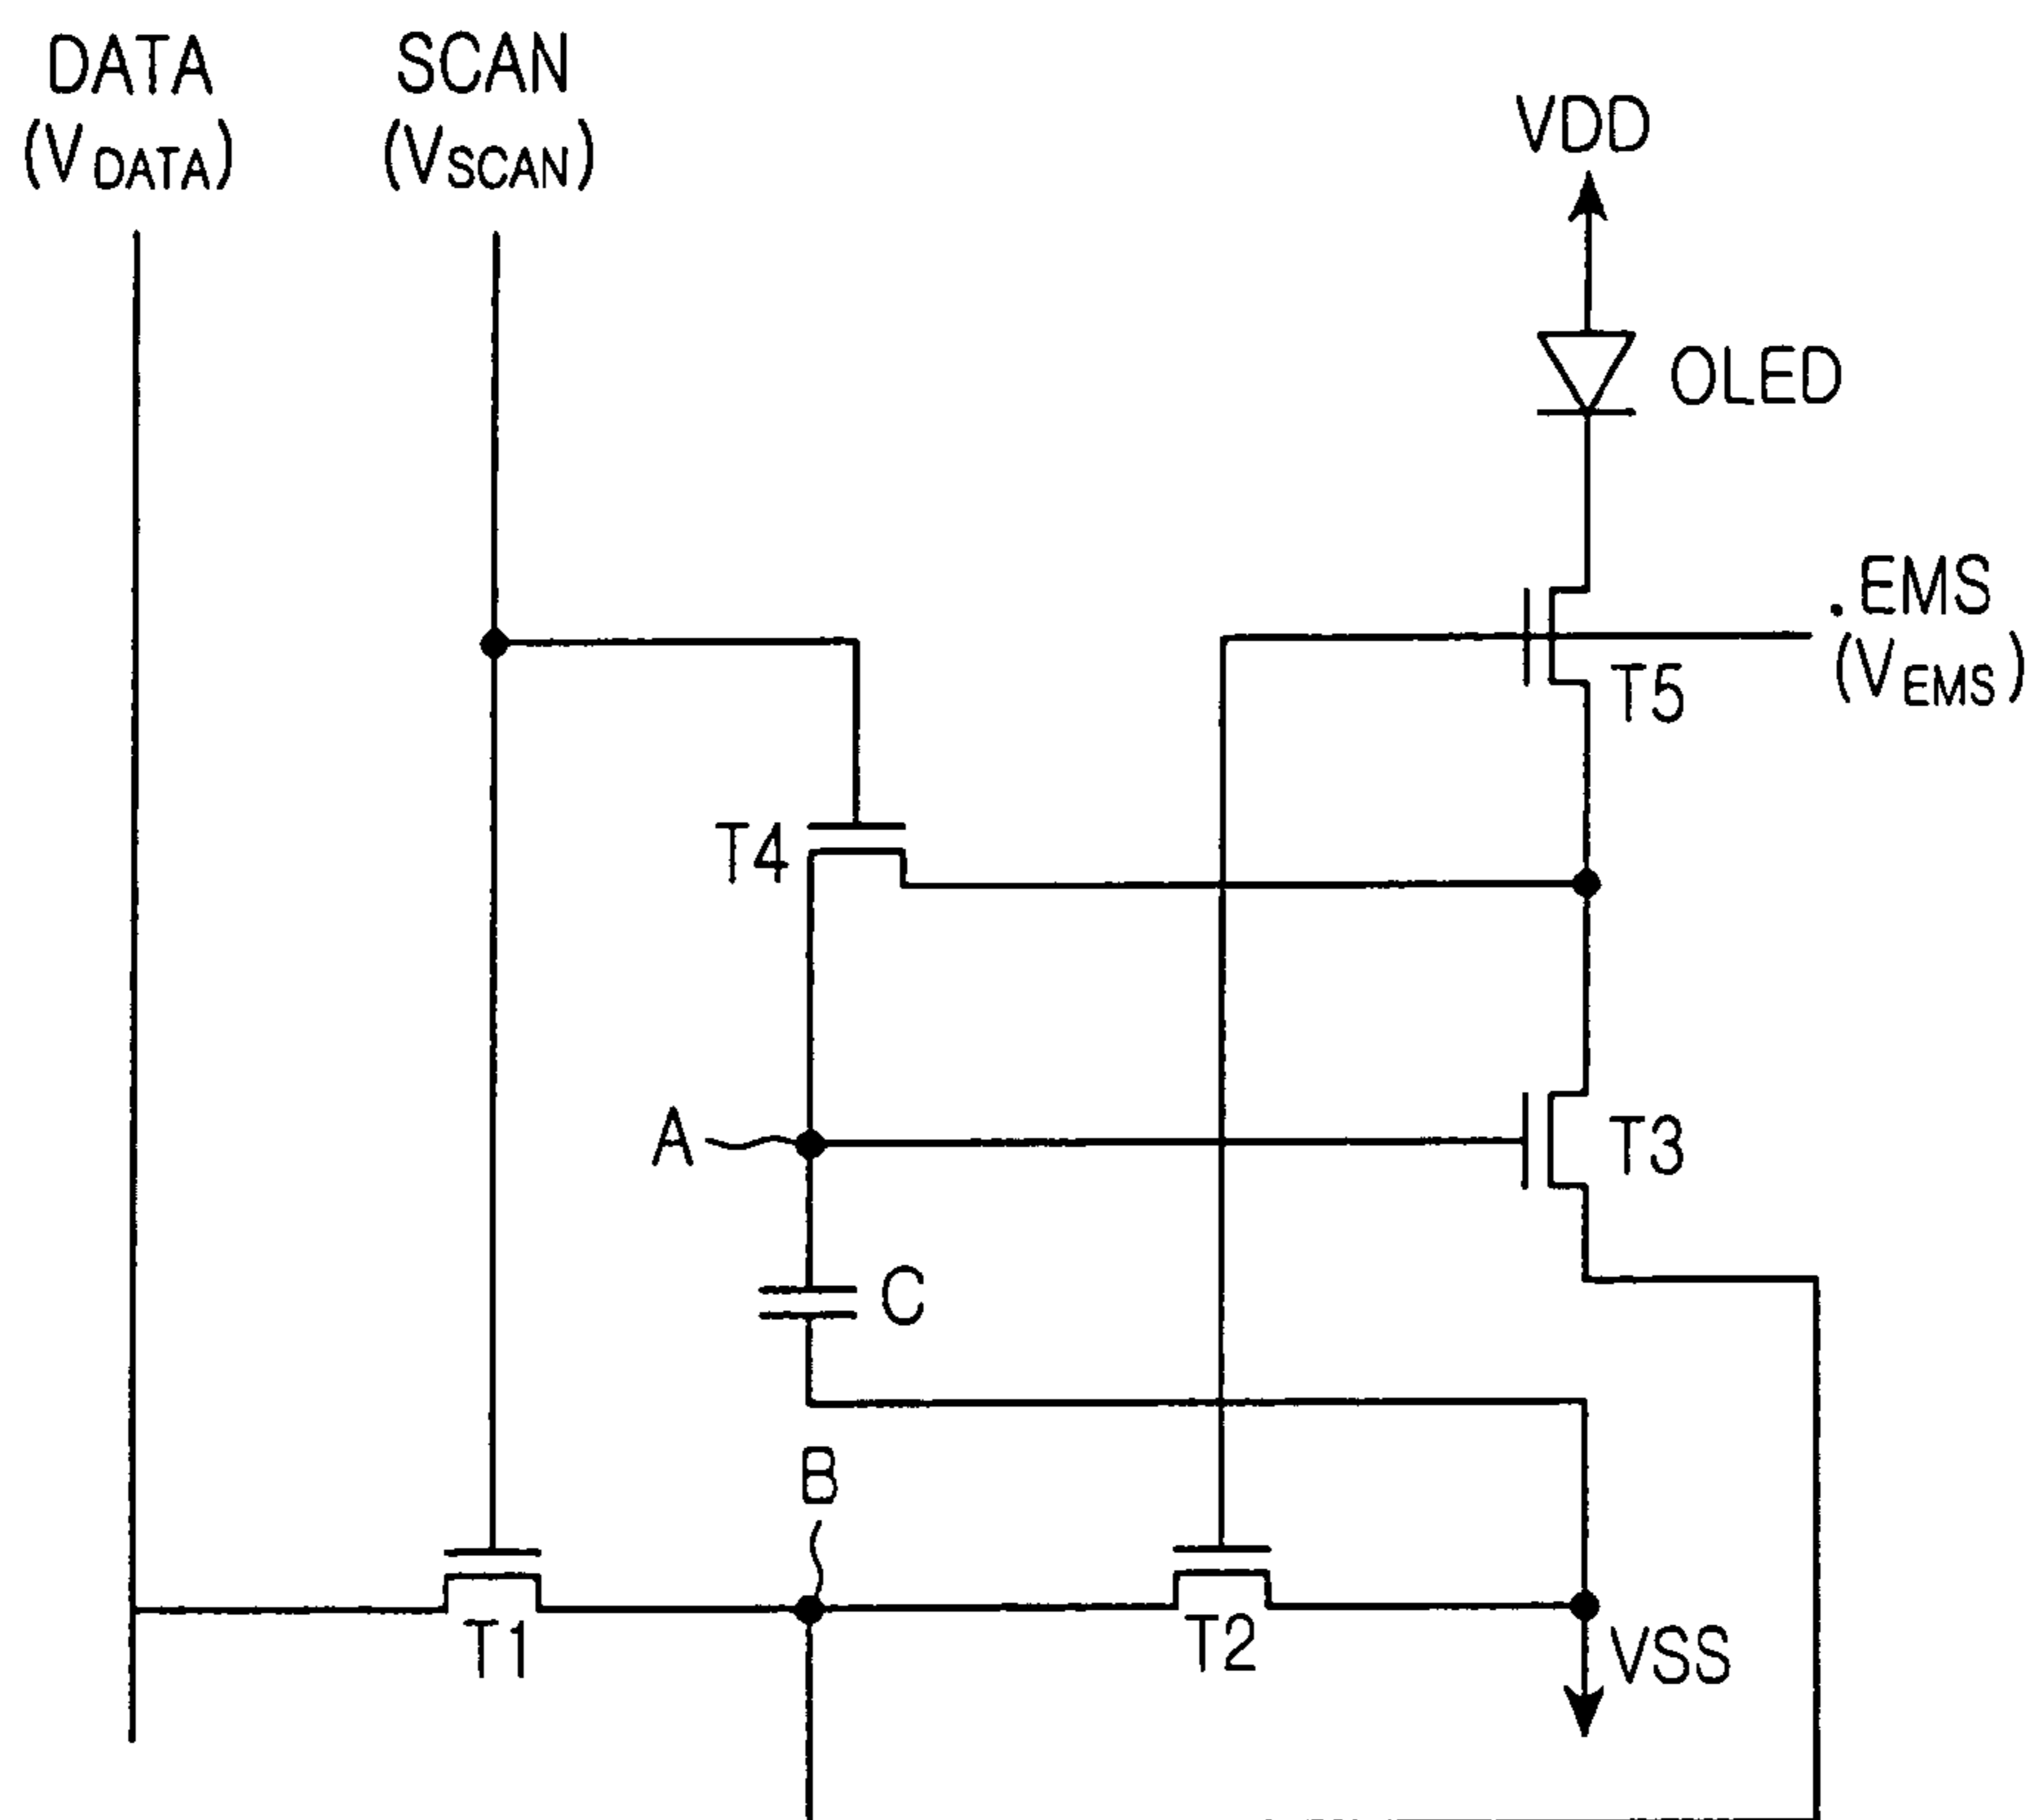 DATA
(VDATA)
SCAN
(VSCAN)
VDD
OLED
.EMS
(VEMS)
T5
T4
A
T3
C
B
T1
T2
VSS